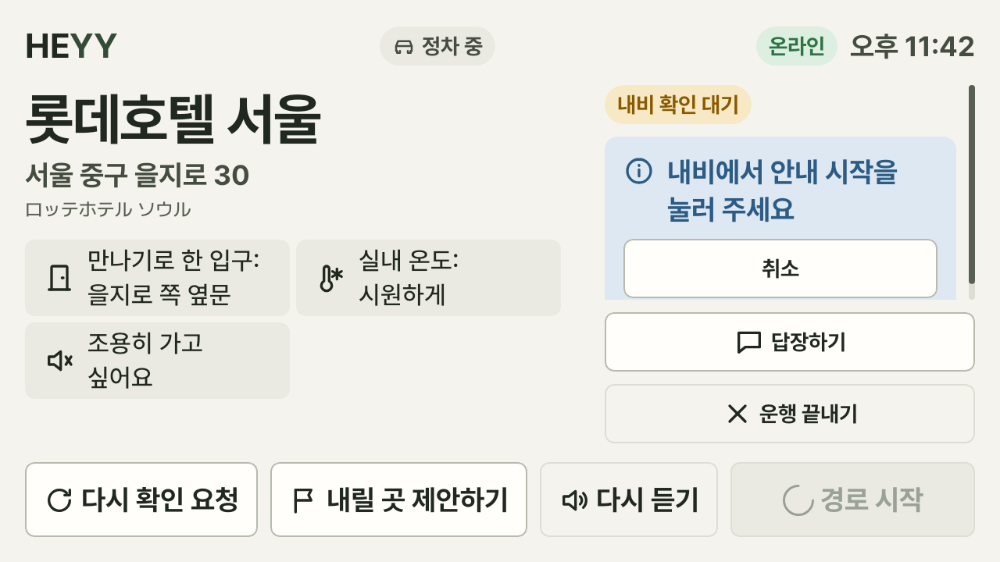 HEYY
정차 중
온라인
오후 11:42
롯데호텔 서울
서울 중구 을지로 30
ロッテホテル ソウル
만나기로 한 입구:
을지로 쪽 옆문
실내 온도:
시원하게
조용히 가고
싶어요
내비 확인 대기
내비에서 안내 시작을
눌러 주세요
취소
답장하기
운행 끝내기
다시 확인 요청
내릴 곳 제안하기
다시 듣기
경로 시작